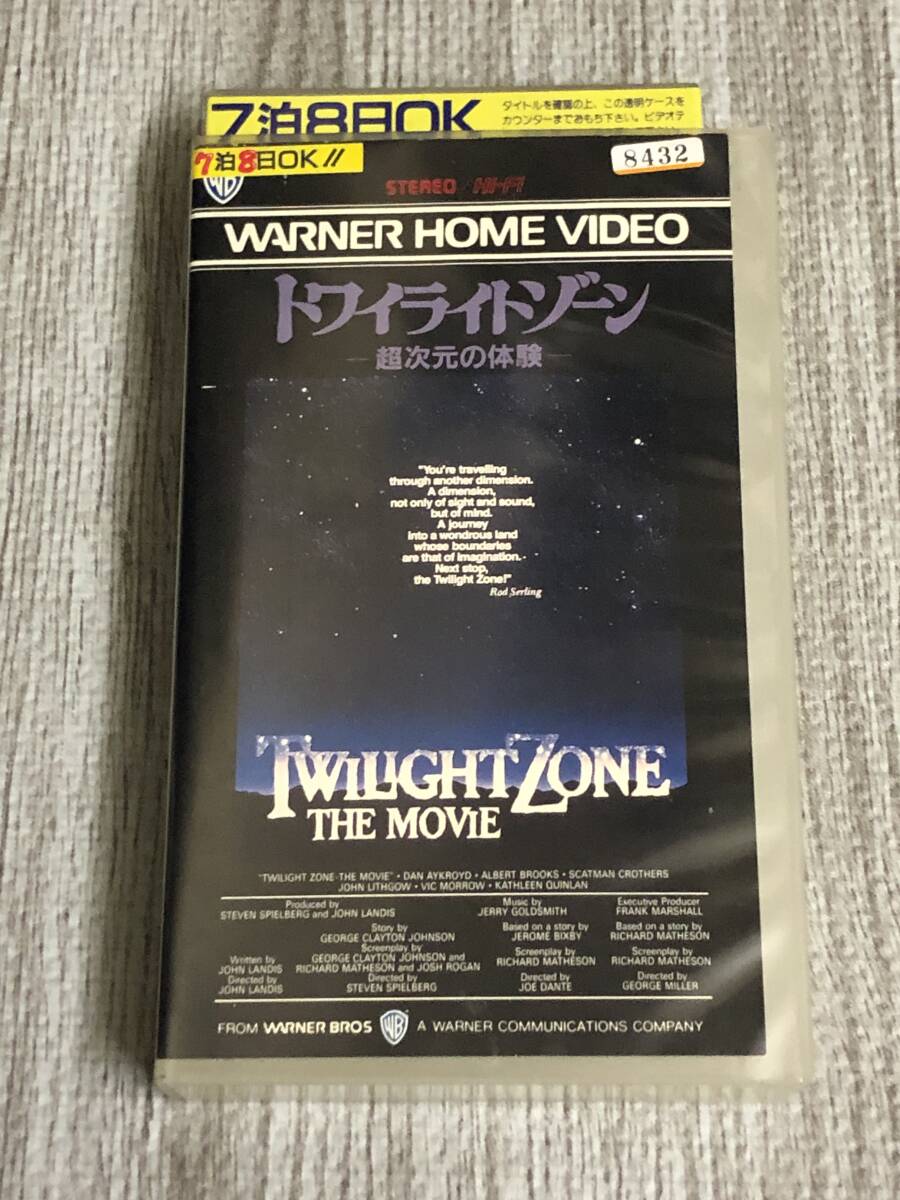 7泊8日OK
タイトルを確認の上、この透明ケースを
カウンターまでおもち下さい。ビデオテ
7泊8日OK//
8432
WB
STEREO / HI-FI
WARNER HOME VIDEO
トワイライトゾーン
超次元の体験
"You're travelling
through another dimension.
A dimension,
not only of sight and sound,
but of mind.
A journey
into a wondrous land
whose boundaries
are that of imagination.
Next stop,
the Twilight Zone!"
Rod Serling
TWILIGHT ZONE
THE MOVIE
"TWILIGHT ZONE-THE MOVIE" • DAN AYKROYD • ALBERT BROOKS • SCATMAN CROTHERS
JOHN LITHGOW • VIC MORROW • KATHLEEN QUINLAN
Produced by
STEVEN SPIELBERG and JOHN LANDIS
Music by
JERRY GOLDSMITH
Executive Producer
FRANK MARSHALL
Written by
JOHN LANDIS
Directed by
JOHN LANDIS
Story by
GEORGE CLAYTON JOHNSON
Screenplay by
GEORGE CLAYTON JOHNSON and
RICHARD MATHESON and JOSH ROGAN
Directed by
STEVEN SPIELBERG
Based on a story by
JEROME BIXBY
Screenplay by
RICHARD MATHESON
Directed by
JOE DANTE
Based on a story by
RICHARD MATHESON
Screenplay by
RICHARD MATHESON
Directed by
GEORGE MILLER
FROM WARNER BROS WB A WARNER COMMUNICATIONS COMPANY